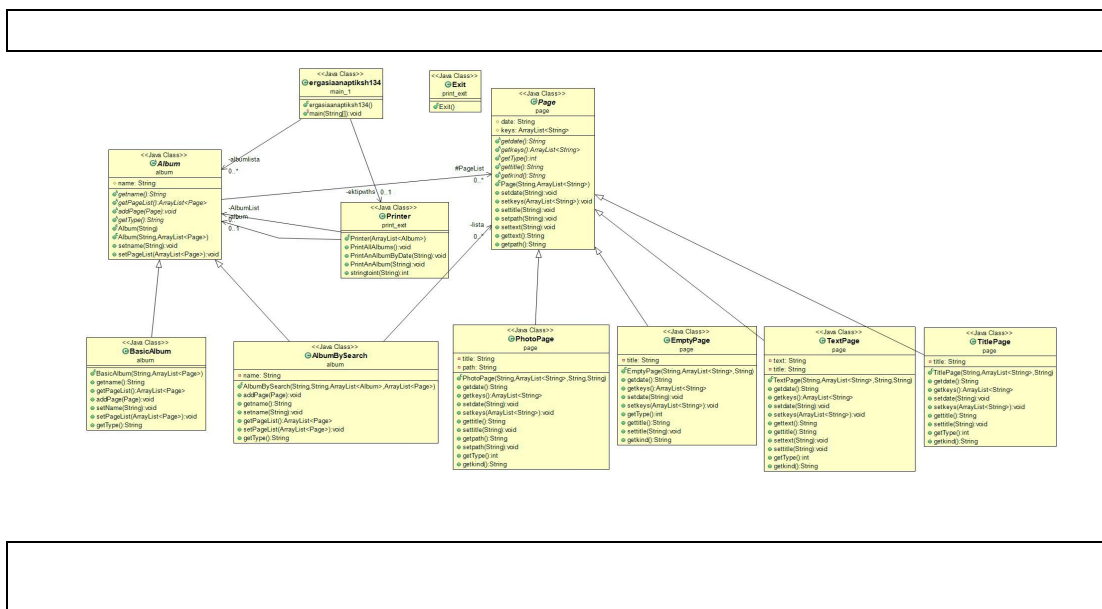 <<Java Class>>
ergasiaanaptiksh134
main_1
ergasiaanaptiksh134()
main(String[]):void
<<Java Class>>
Exit
print_exit
Exit()
<<Java Class>>
Page
page
date: String
keys: ArrayList<String>
getdate():String
getkeys():ArrayList<String>
getType():int
gettitle():String
getkind():String
Page(String,ArrayList<String>)
setdate(String):void
setkeys(ArrayList<String>):void
settitle(String):void
setpath(String):void
settext(String):void
gettext():String
getpath():String
-albumlista
0..*
<<Java Class>>
Album
album
name: String
getname():String
getPageList():ArrayList<Page>
addPage(Page):void
getType():String
Album(String)
Album(String,ArrayList<Page>)
setname(String):void
setPageList(ArrayList<Page>):void
#PageList
0..*
-ektipwths
0..1
-AlbumList
-album
0..1
<<Java Class>>
Printer
print_exit
Printer(ArrayList<Album>)
PrintAllAlbums():void
PrintAnAlbumByDate(String):void
PrintAnAlbum(String):void
stringtoint(String):int
-lista
0..*
<<Java Class>>
BasicAlbum
album
BasicAlbum(String,ArrayList<Page>)
getname():String
getPageList():ArrayList<Page>
addPage(Page):void
setName(String):void
setPageList(ArrayList<Page>):void
getType():String
<<Java Class>>
AlbumBySearch
album
name: String
AlbumBySearch(String,String,ArrayList<Album>,ArrayList<Page>)
addPage(Page):void
getname():String
setname(String):void
getPageList():ArrayList<Page>
setPageList(ArrayList<Page>):void
getType():String
<<Java Class>>
PhotoPage
page
title: String
path: String
PhotoPage(String,ArrayList<String>,String,String)
getdate():String
getkeys():ArrayList<String>
setdate(String):void
setkeys(ArrayList<String>):void
gettitle():String
settitle(String):void
getpath():String
setpath(String):void
getType():int
getkind():String
<<Java Class>>
EmptyPage
page
title: String
EmptyPage(String,ArrayList<String>,String)
getdate():String
getkeys():ArrayList<String>
setdate(String):void
setkeys(ArrayList<String>):void
getType():int
gettitle():String
settitle(String):void
getkind():String
<<Java Class>>
TextPage
page
text: String
title: String
TextPage(String,ArrayList<String>,String,String)
getdate():String
getkeys():ArrayList<String>
setdate(String):void
setkeys(ArrayList<String>):void
gettext():String
gettitle():String
settext(String):void
settitle(String):void
getType():int
getkind():String
<<Java Class>>
TitlePage
page
title: String
TitlePage(String,ArrayList<String>,String)
getdate():String
getkeys():ArrayList<String>
setdate(String):void
setkeys(ArrayList<String>):void
gettitle():String
settitle(String):void
getType():int
getkind():String